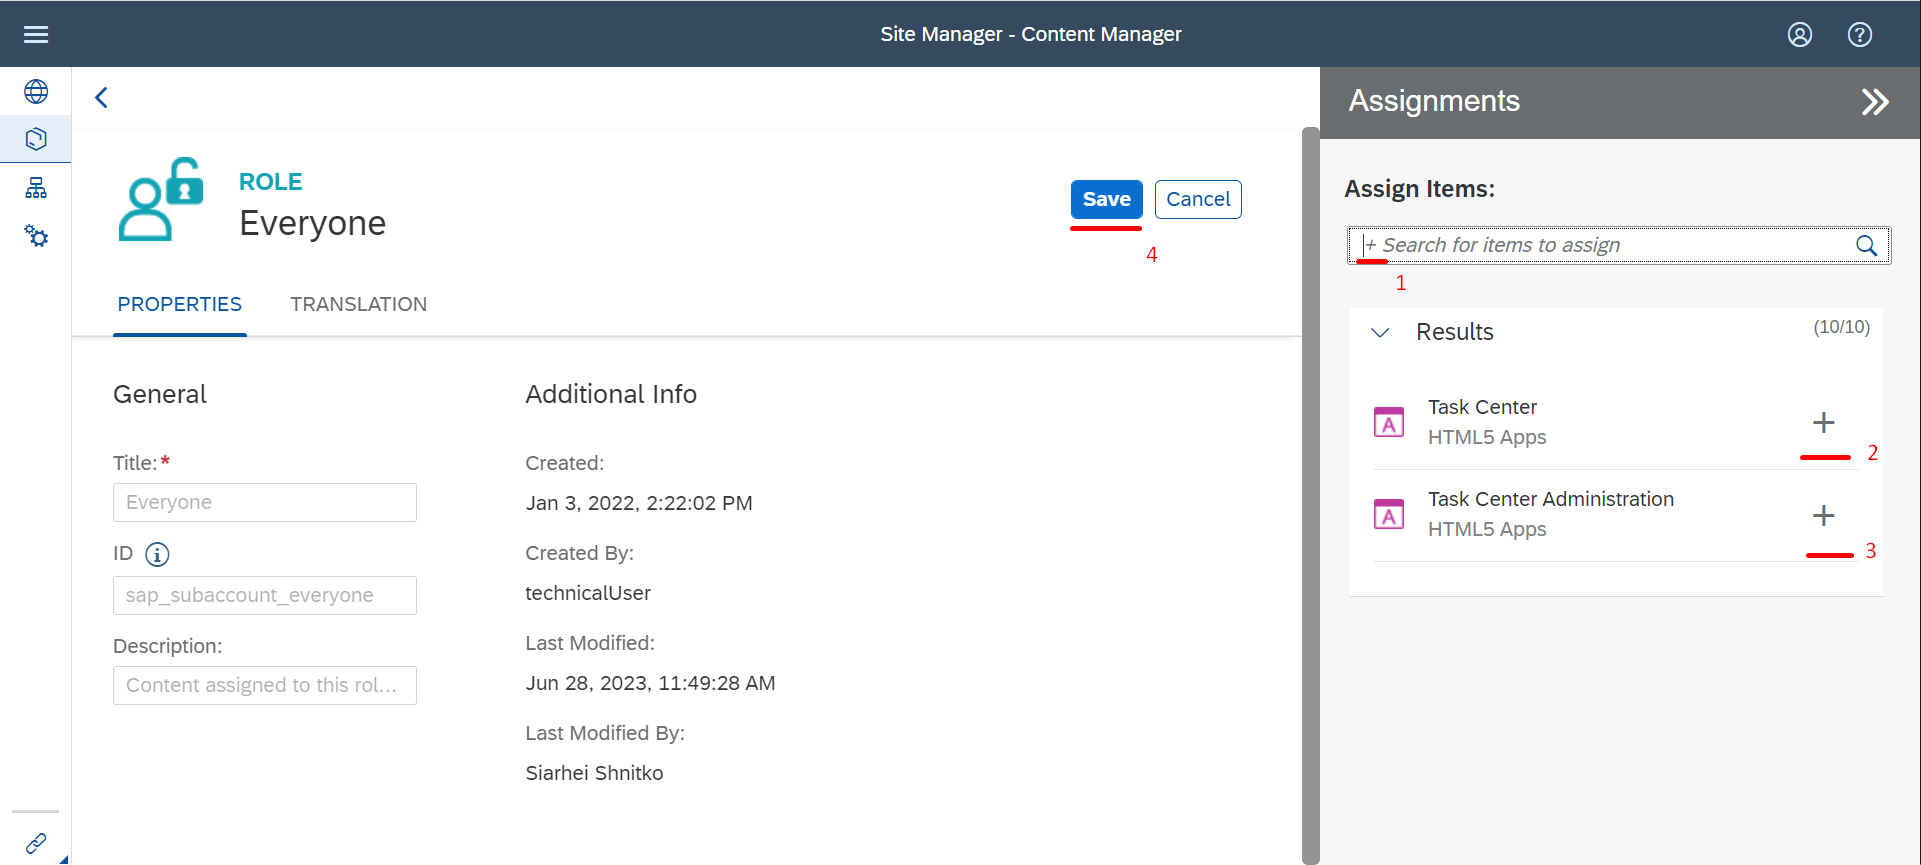 Site Manager - Content Manager
ROLE
Everyone
Save
Cancel
4
PROPERTIES
TRANSLATION
General
Title:*
Everyone
ID
sap_subaccount_everyone
Description:
Content assigned to this rol...
Additional Info
Created:
Jan 3, 2022, 2:22:02 PM
Created By:
technicalUser
Last Modified:
Jun 28, 2023, 11:49:28 AM
Last Modified By:
Siarhei Shnitko
Assignments
Assign Items:
+ Search for items to assign
1
Results
(10/10)
A
Task Center
HTML5 Apps
+
2
A
Task Center Administration
HTML5 Apps
+
3